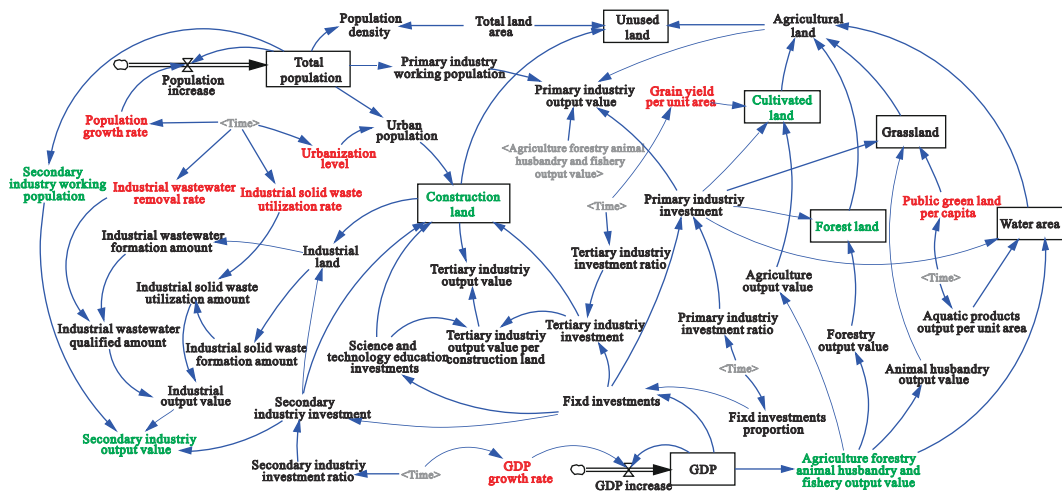 Population
density
Total land
area
Unused
land
Agricultural
land
Total
population
Primary industry
working population
Population
increase
Primary industriy
output value
Grain yield
per unit area
Cultivated
land
Population
growth rate
<Time>
Urbanization
level
Urban
population
Grassland
<Agriculture forestry animal
husbandry and fishery
output value>
Secondary
industry working
population
Industrial wastewater
removal rate
Industrial solid waste
utilization rate
Construction
land
<Time>
Primary industriy
investment
Forest land
Public green land
per capita
Water area
Industrial wastewater
formation amount
Industrial
land
Tertiary industriy
output value
Tertiary industriy
investment ratio
Agriculture
output value
<Time>
Industrial solid waste
utilization amount
Industrial wastewater
qualified amount
Industrial solid waste
formation amount
Science and
technology education
investments
Tertiary industriy
output value per
construction land
Tertiary industriy
investment
Primary industriy
investment ratio
Aquatic products
output per unit area
Forestry
output value
Industrial
output value
<Time>
Animal husbandry
output value
Secondary
industriy investment
Fixd investments
Fixd investments
proportion
Secondary industriy
output value
Secondary industriy
investment ratio
<Time>
GDP
growth rate
GDP increase
GDP
Agriculture forestry
animal husbandry and
fishery output value